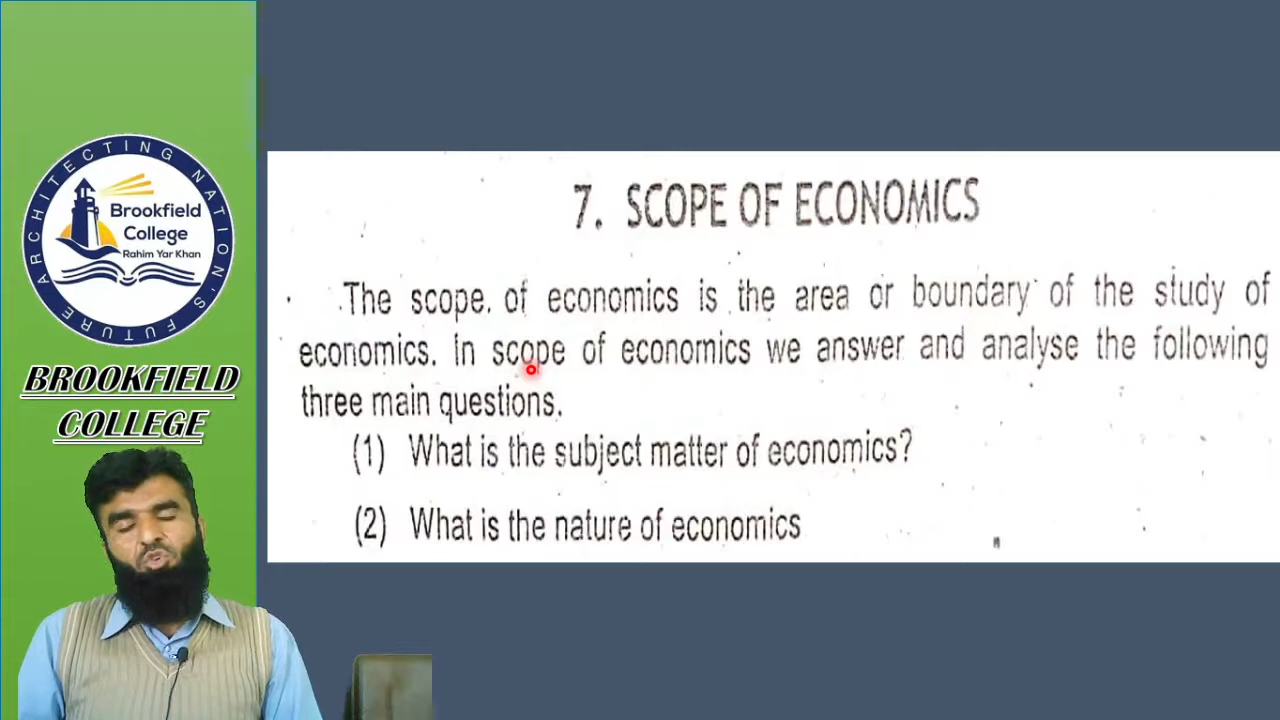 ARCHITECTING NATION'S FUTURE
Brookfield
College
Rahim Yar Khan
BROOKFIELD
COLLEGE
7. SCOPE OF ECONOMICS
The scope. of economics is the area or boundary of the study of
economics. In scope of economics we answer and analyse the following
three main questions.
(1) What is the subject matter of economics?
(2) What is the nature of economics